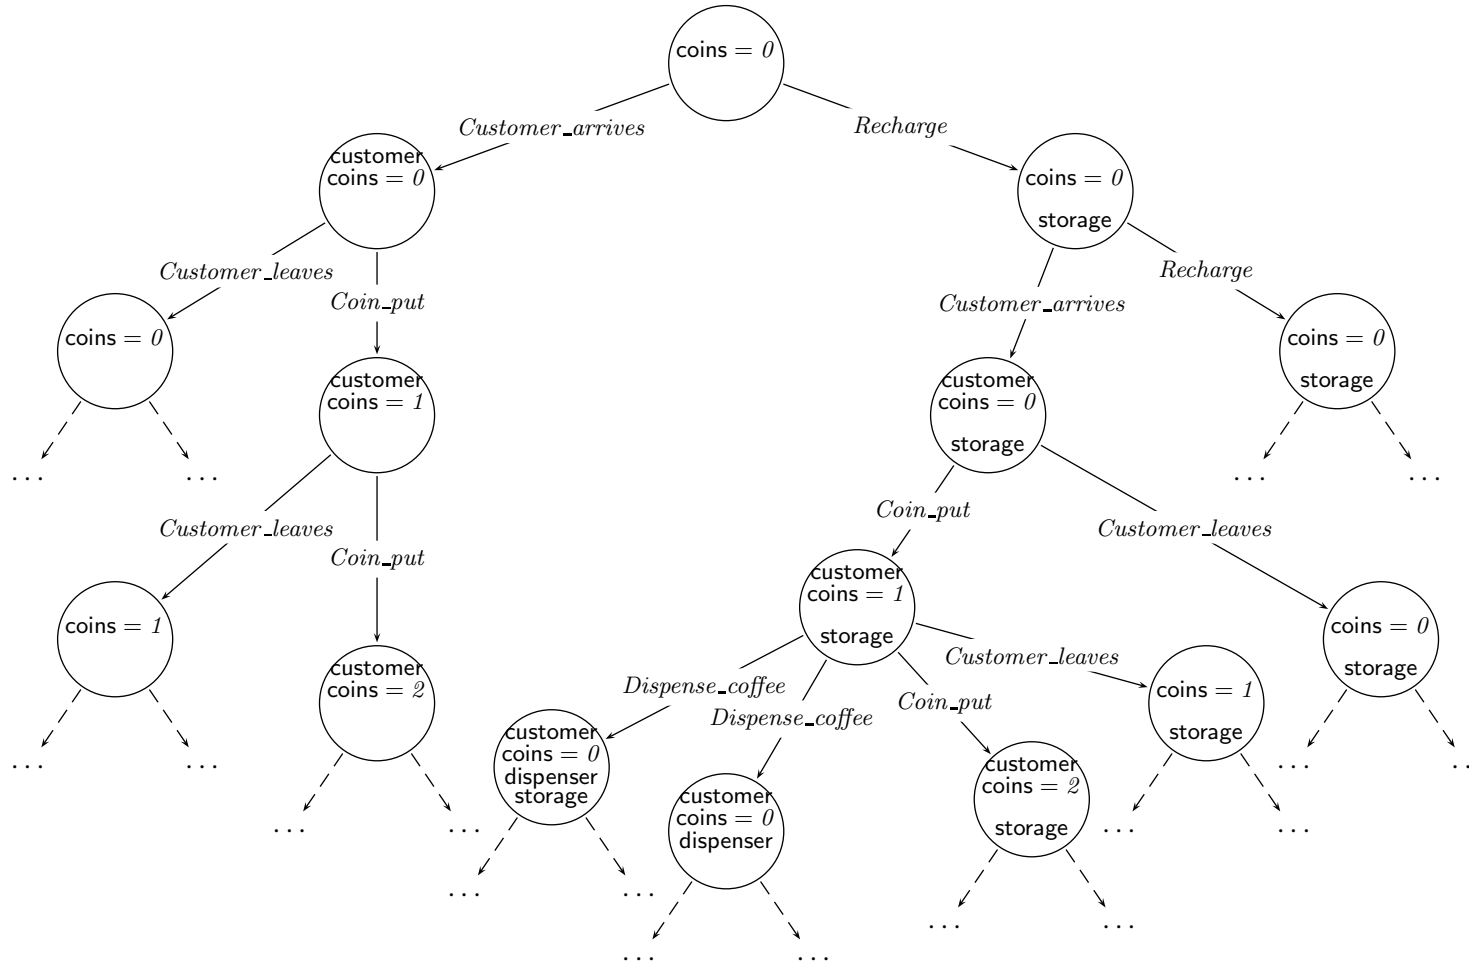 coins = 0
Customer_arrives
Recharge
customer
coins = 0
coins = 0
storage
Customer_leaves
Coin_put
Customer_arrives
Recharge
coins = 0
customer
coins = 1
customer
coins = 0
storage
coins = 0
storage
...
...
...
...
Customer_leaves
Coin_put
Coin_put
Customer_leaves
coins = 1
customer
coins = 2
customer
coins = 1
storage
coins = 0
storage
Dispense_coffee
Dispense_coffee
Coin_put
Customer_leaves
customer
coins = 0
dispenser
storage
customer
coins = 0
dispenser
customer
coins = 2
storage
coins = 1
storage
...
...
...
...
...
...
...
...
...
...
...
...
...
...